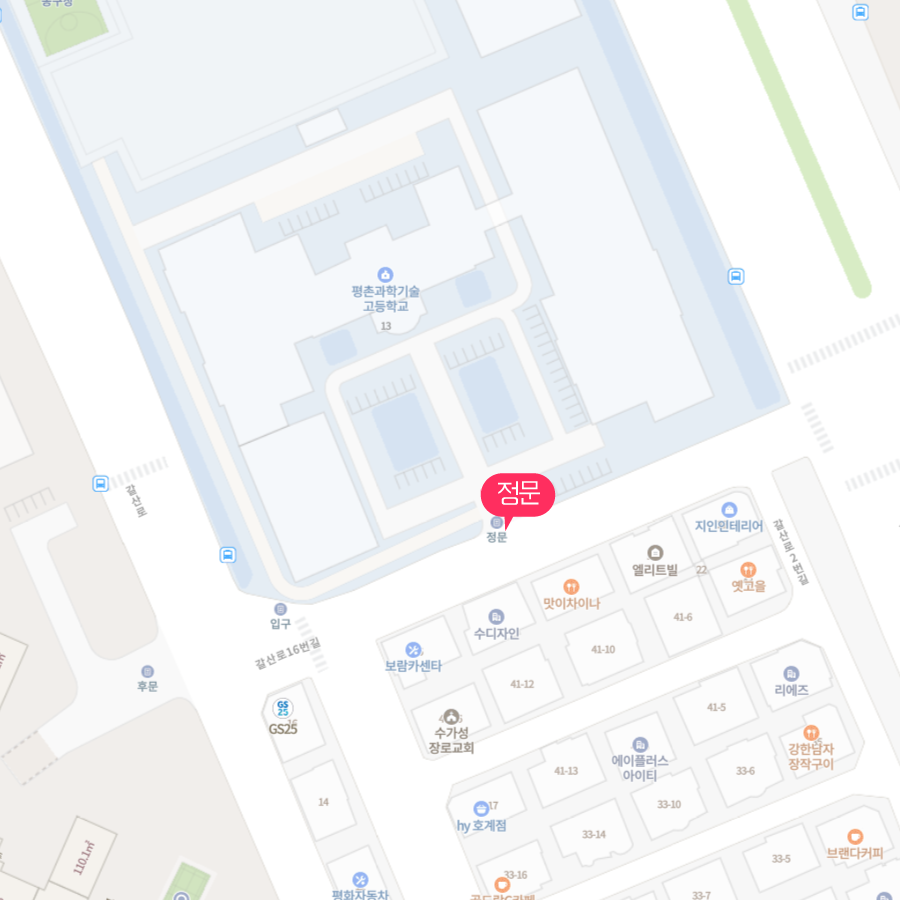 평촌과학기술
고등학교
13
정문
정문
지인인테리어
갈산로2번길
갈산로
엘리트빌
22
옛고을
맛이차이나
41-6
입구
수디자인
갈산로16번길
41-10
보람카센타
후문
41-12
리에즈
GS
25
16
GS25
수가성
장로교회
41-5
강한남자
장작구이
에이플러스
아이티
41-13
33-6
14
17
hy 호계점
33-10
33-14
브랜다커피
110.1㎡
33-5
33-16
평화자동차
33-7